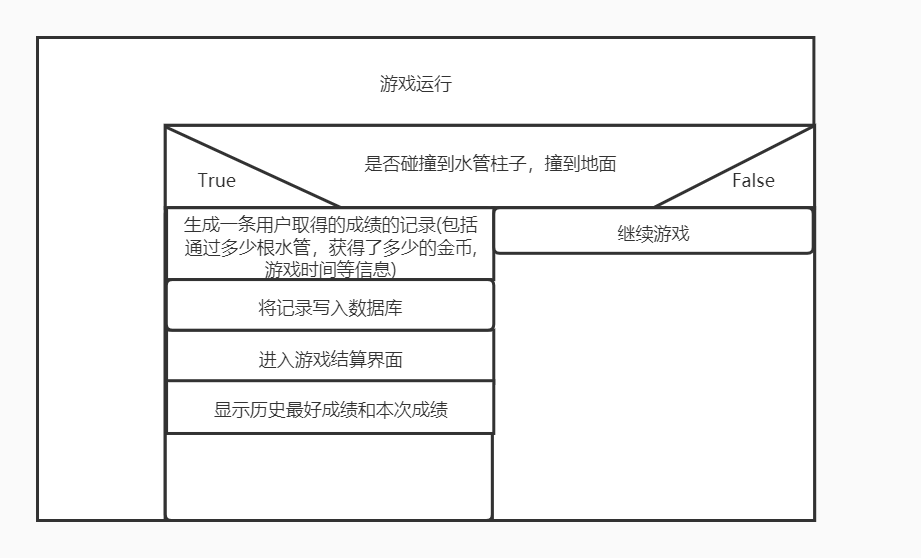 游戏运行
是否碰撞到水管柱子，撞到地面
True
False
生成一条用户取得的成绩的记录(包括
通过多少根水管，获得了多少的金币,
游戏时间等信息)
继续游戏
将记录写入数据库
进入游戏结算界面
显示历史最好成绩和本次成绩